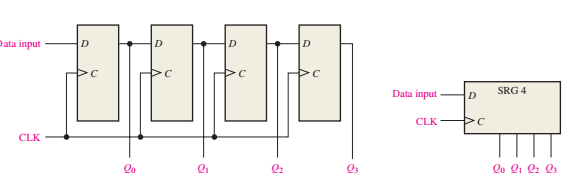 Data input
D
D
D
D
C
C
C
C
CLK
Q0 Q1 Q2 Q3
SRG 4
Data input
D
CLK
C
Q0 Q1 Q2 Q3